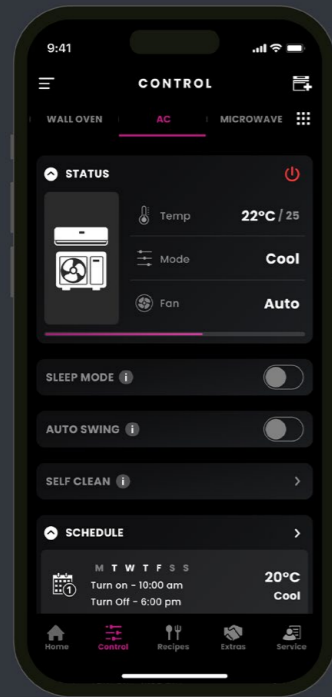 9:41
CONTROL
WALL OVEN AC MICROWAVE
STATUS
Temp 22°C / 25
Mode Cool
Fan Auto
SLEEP MODE i
AUTO SWING i
SELF CLEAN i
SCHEDULE
M T W T F S S
1 Turn on - 10:00 am 20°C
Turn Off - 6:00 pm Cool
Home Control Recipes Extras Service